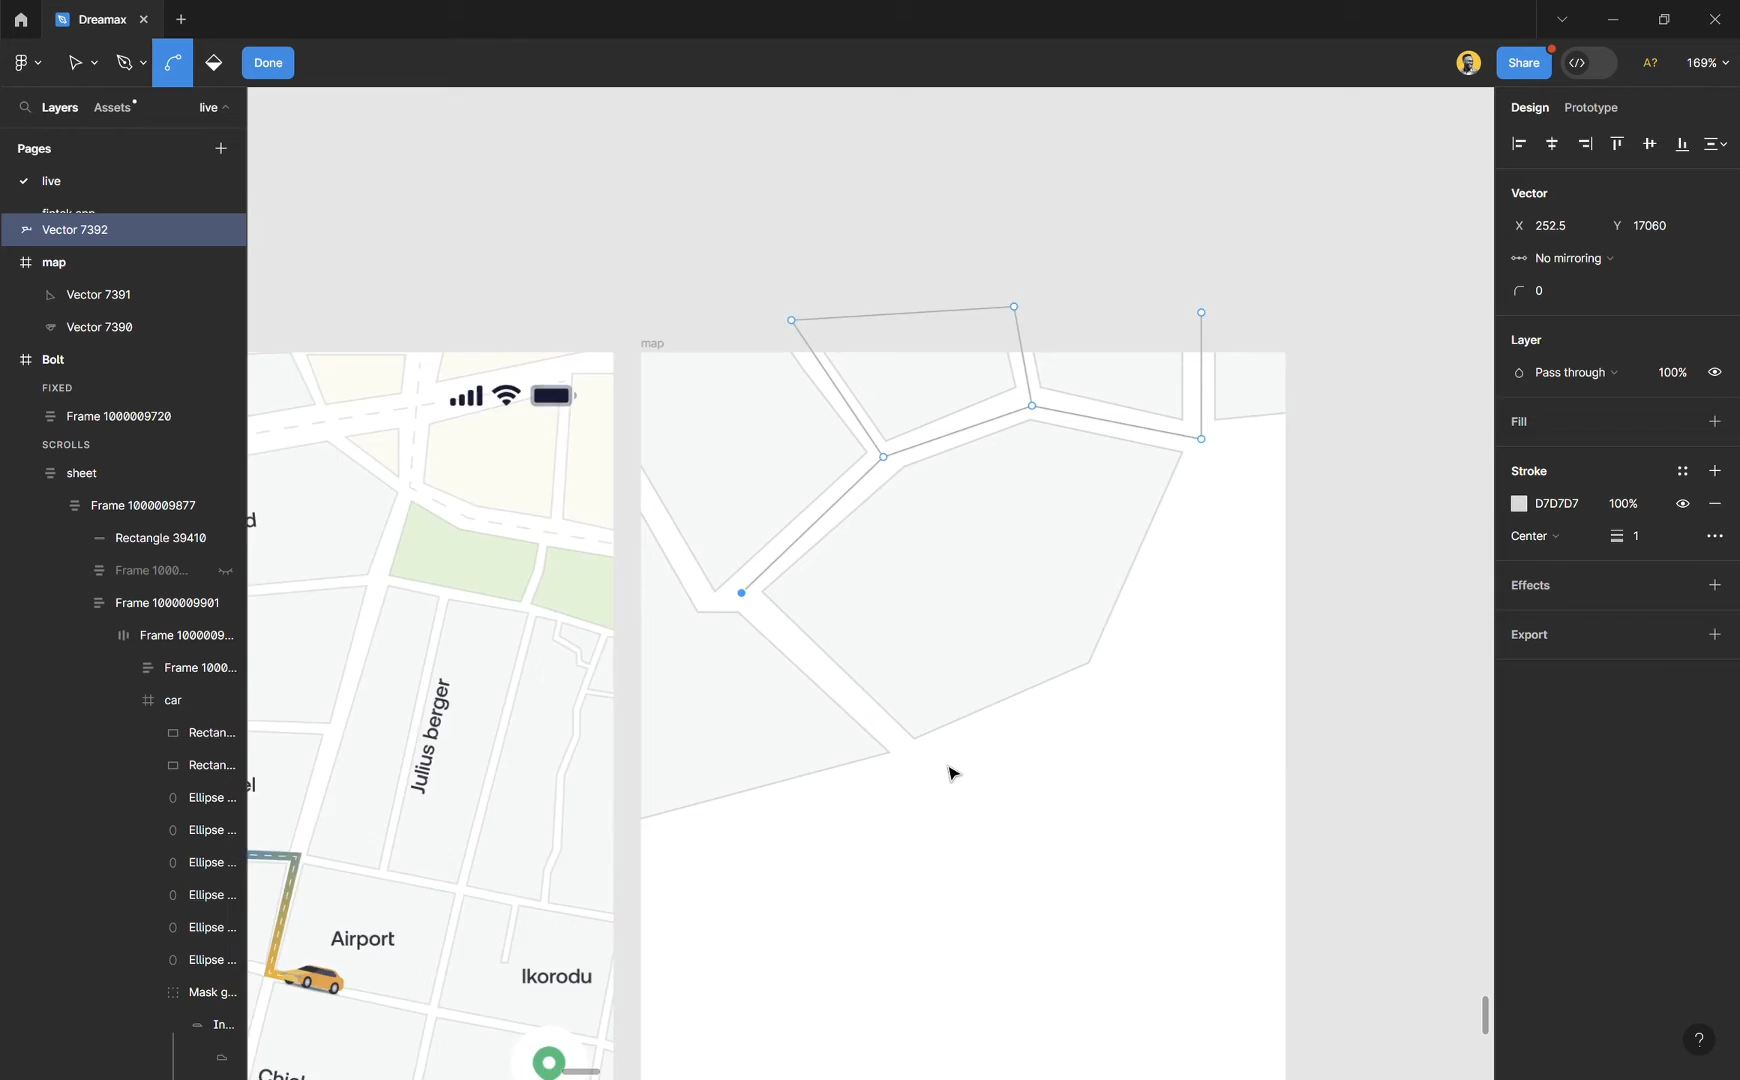 Dreamax
Done
Share
A?
169%
Layers
Assets
live
Pages
live
fintek app
Vector 7392
map
Vector 7391
Vector 7390
Bolt
FIXED
Frame 1000009720
SCROLLS
sheet
Frame 1000009877
Rectangle 39410
Frame 1000...
Frame 1000009901
Frame 1000009...
Frame 1000...
car
Rectan...
Rectan...
Ellipse ...
Ellipse ...
Ellipse ...
Ellipse ...
Ellipse ...
Ellipse ...
Mask g...
In...
map
d
Julius berger
el
Airport
Ikorodu
Design
Prototype
Vector
X 252.5
Y 17060
No mirroring
0
Layer
Pass through
100%
Fill
Stroke
D7D7D7
100%
Center
1
Effects
Export
?